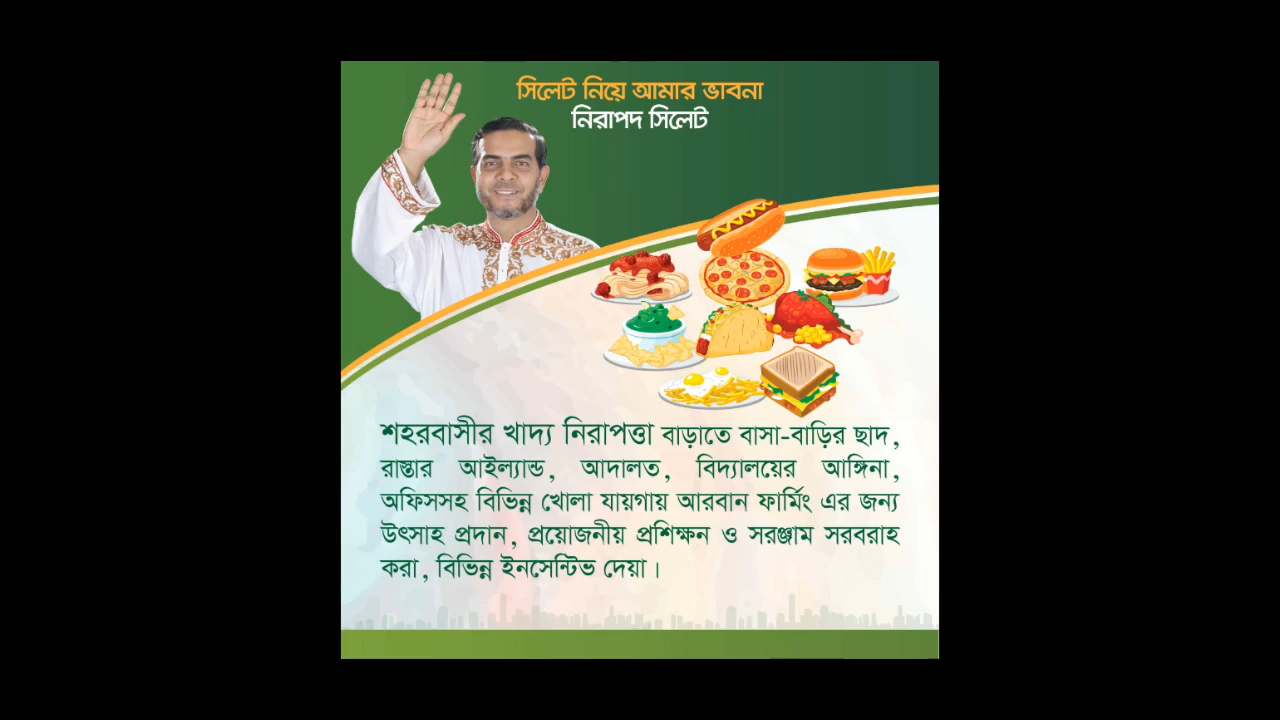 সিলেট নিয়ে আমার ভাবনা
নিরাপদ সিলেট
শহরবাসীর খাদ্য নিরাপত্তা বাড়াতে বাসা-বাড়ির ছাদ,
রাস্তার আইল্যান্ড, আদালত, বিদ্যালয়ের আঙ্গিনা,
অফিসসহ বিভিন্ন খোলা যায়গায় আরবান ফার্মিং এর জন্য
উৎসাহ প্রদান, প্রয়োজনীয় প্রশিক্ষন ও সরঞ্জাম সরবরাহ
করা, বিভিন্ন ইনসেন্টিভ দেয়া।